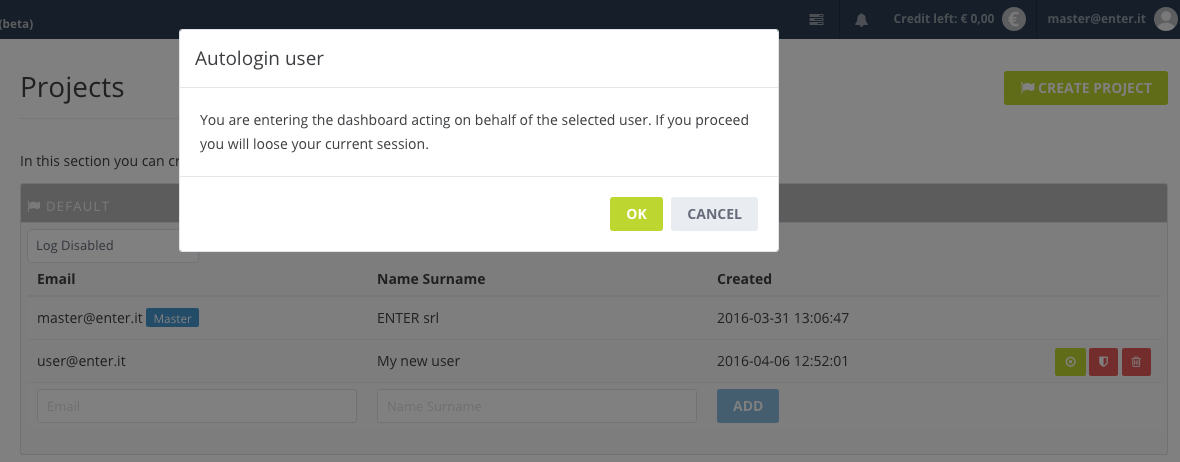 (beta)
Credit left: € 0,00
master@enter.it
Autologin user
Projects
CREATE PROJECT
You are entering the dashboard acting on behalf of the selected user. If you proceed
you will loose your current session.
In this section you can cr
OK
CANCEL
DEFAULT
Log Disabled
Email
Name Surname
Created
master@enter.it
Master
ENTER srl
2016-03-31 13:06:47
user@enter.it
My new user
2016-04-06 12:52:01
Email
Name Surname
ADD